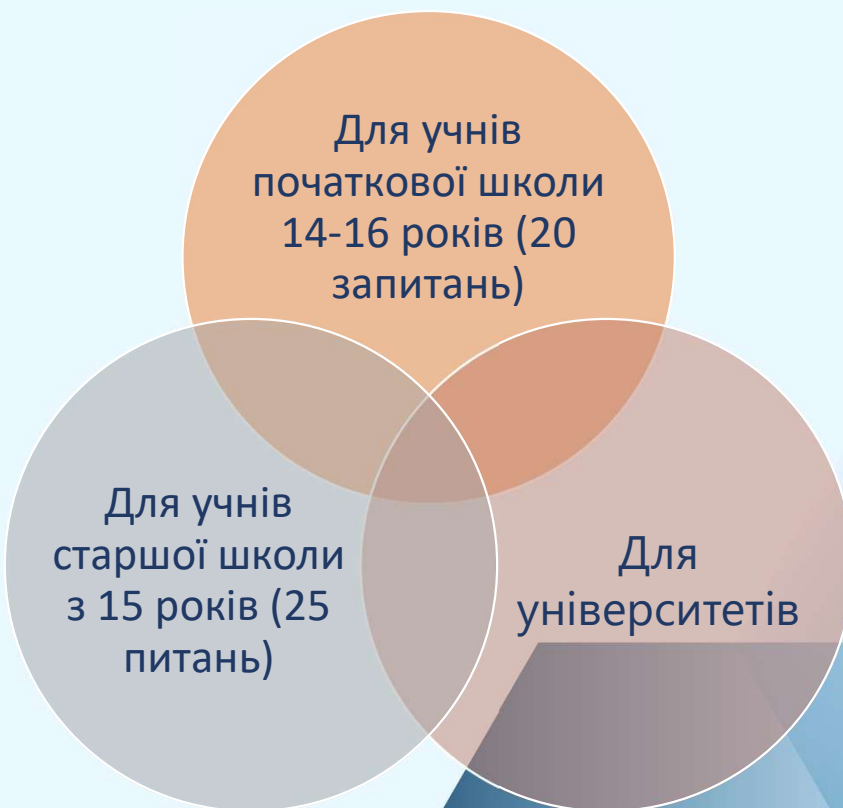 Для учнів
початкової школи
14-16 років (20
запитань)
Для учнів
старшої школи
з 15 років (25
питань)
Для
університетів